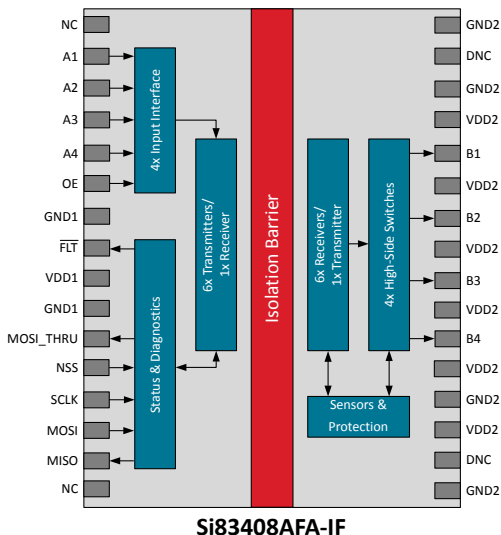 NC
A1
A2
A3
A4
OE
GND1
FLT
VDD1
GND1
MOSI_THRU
NSS
SCLK
MOSI
MISO
NC
4x Input Interface
Status & Diagnostics
6x Transmitters/
1x Receiver
Isolation Barrier
6x Receivers/
1x Transmitter
4x High-Side Switches
Sensors &
Protection
GND2
DNC
GND2
VDD2
B1
VDD2
B2
VDD2
B3
VDD2
B4
VDD2
GND2
VDD2
DNC
GND2
Si83408AFA-IF